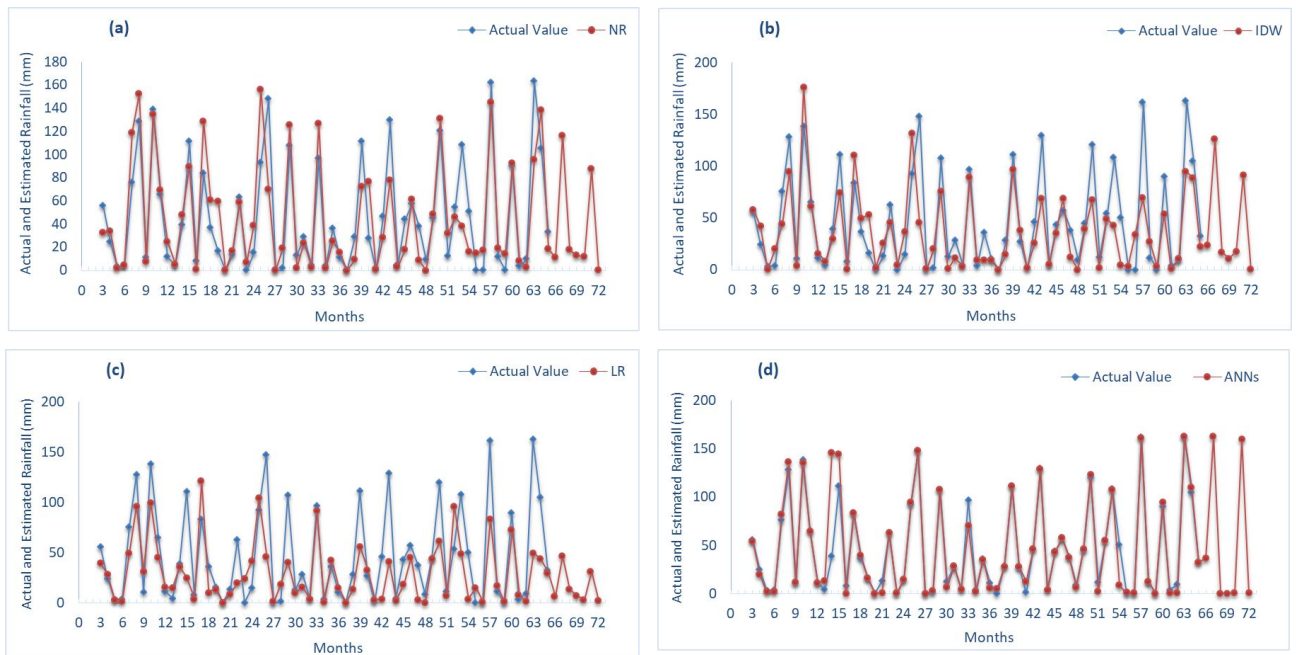 (a)
Actual Value NR
Actual and Estimated Rainfall (mm)
180
160
140
120
100
80
60
40
20
0
0 3 6 9 12 15 18 21 24 27 30 33 36 39 42 45 48 51 54 57 60 63 66 69 72
Months
(b)
Actual Value IDW
Actual and Estimated Rainfall (mm)
200
150
100
50
0
0 3 6 9 12 15 18 21 24 27 30 33 36 39 42 45 48 51 54 57 60 63 66 69 72
Months
(c)
Actual Value LR
Actual and Estimated Rainfall (mm)
200
150
100
50
0
0 3 6 9 12 15 18 21 24 27 30 33 36 39 42 45 48 51 54 57 60 63 66 69 72
Months
(d)
Actual Value ANNs
Actual and Estimated Rainfall (mm)
200
150
100
50
0
0 3 6 9 12 15 18 21 24 27 30 33 36 39 42 45 48 51 54 57 60 63 66 69 72
Months